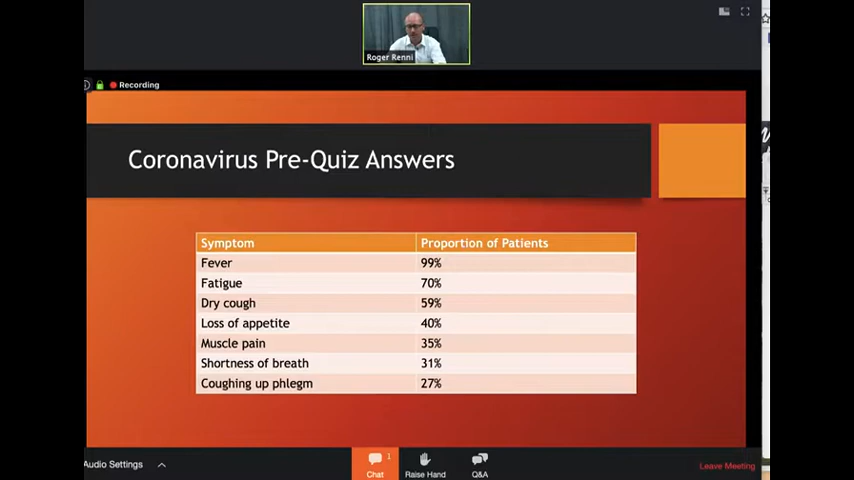 Roger Renni
Recording
Coronavirus Pre-Quiz Answers
Symptom Proportion of Patients
Fever 99%
Fatigue 70%
Dry cough 59%
Loss of appetite 40%
Muscle pain 35%
Shortness of breath 31%
Coughing up phlegm 27%
1
Audio Settings Chat Raise Hand Q&A Leave Meeting